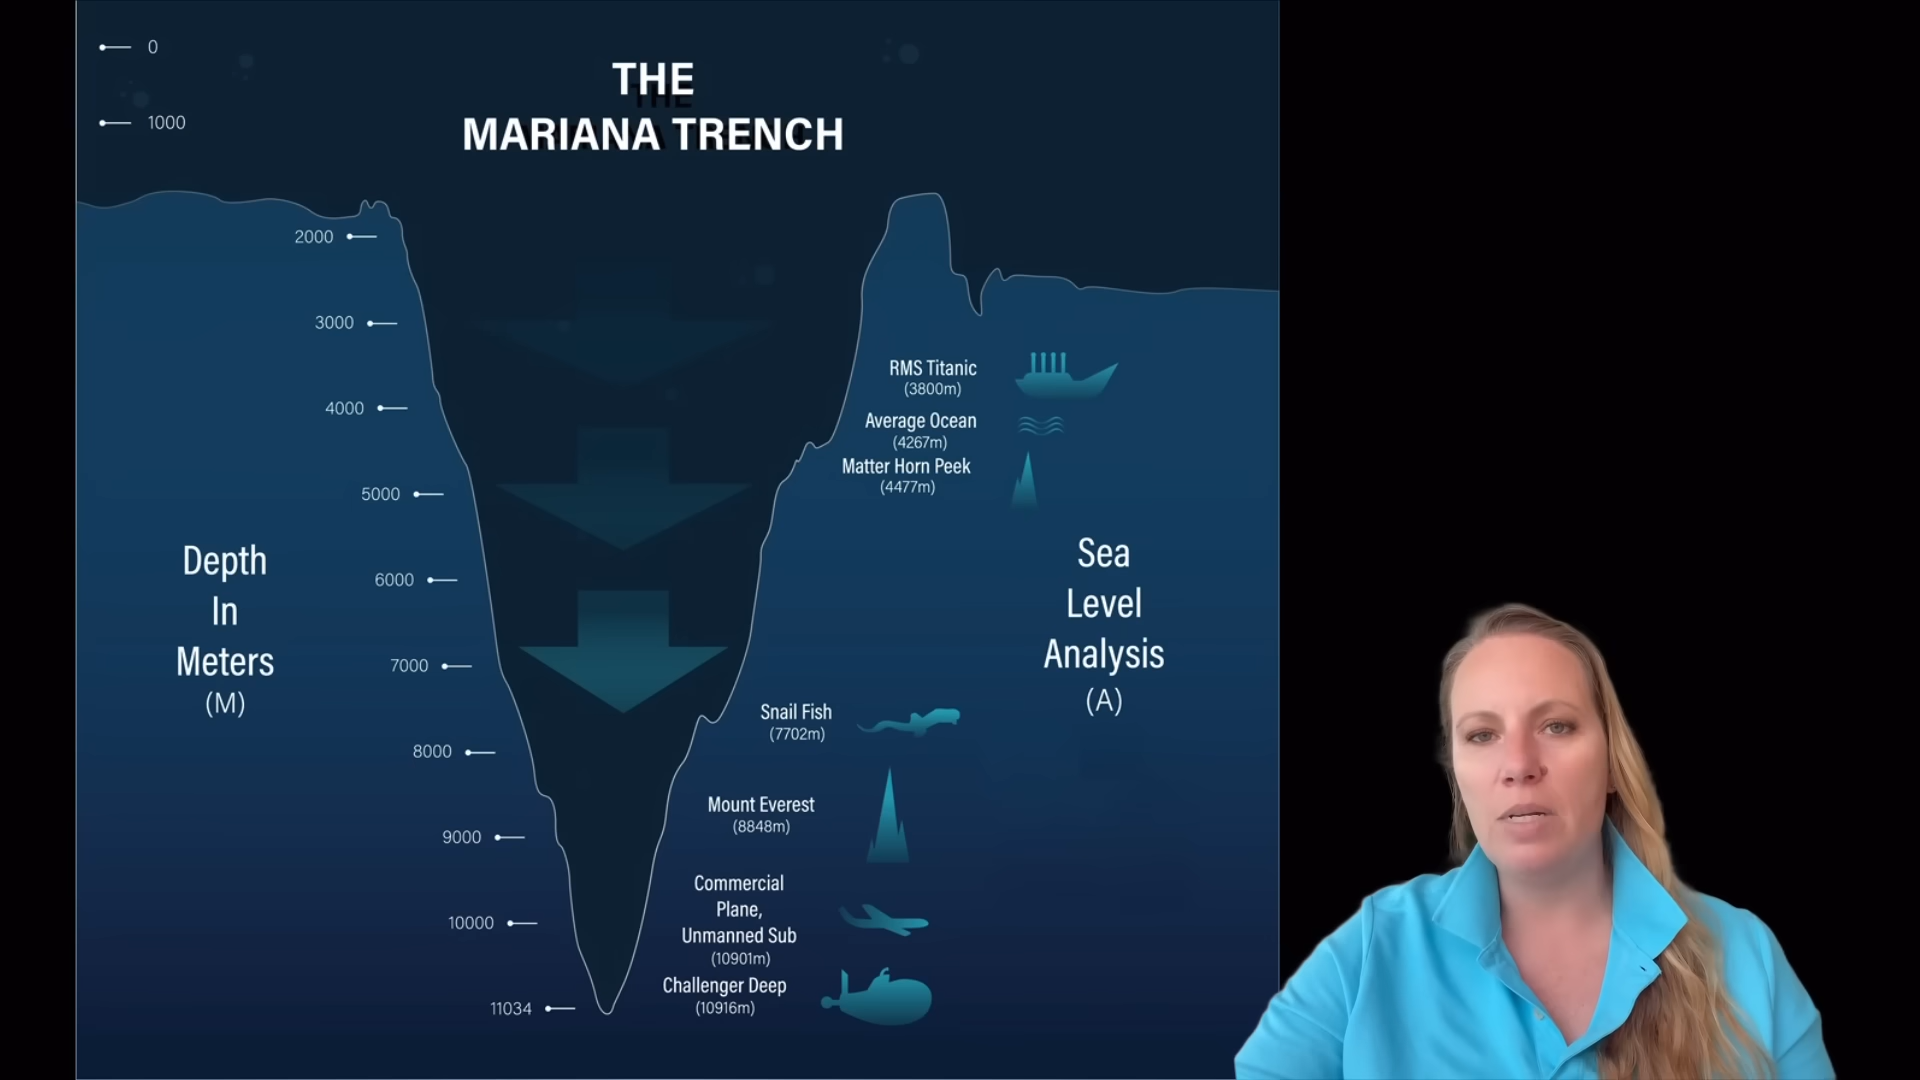 0
THE
MARIANA TRENCH
1000
2000
3000
4000
5000
6000
7000
8000
9000
10000
11034
Depth
In
Meters
(M)
RMS Titanic
(3800m)
Average Ocean
(4267m)
Matter Horn Peek
(4477m)
Sea
Level
Analysis
(A)
Snail Fish
(7702m)
Mount Everest
(8848m)
Commercial
Plane,
Unmanned Sub
(10901m)
Challenger Deep
(10916m)